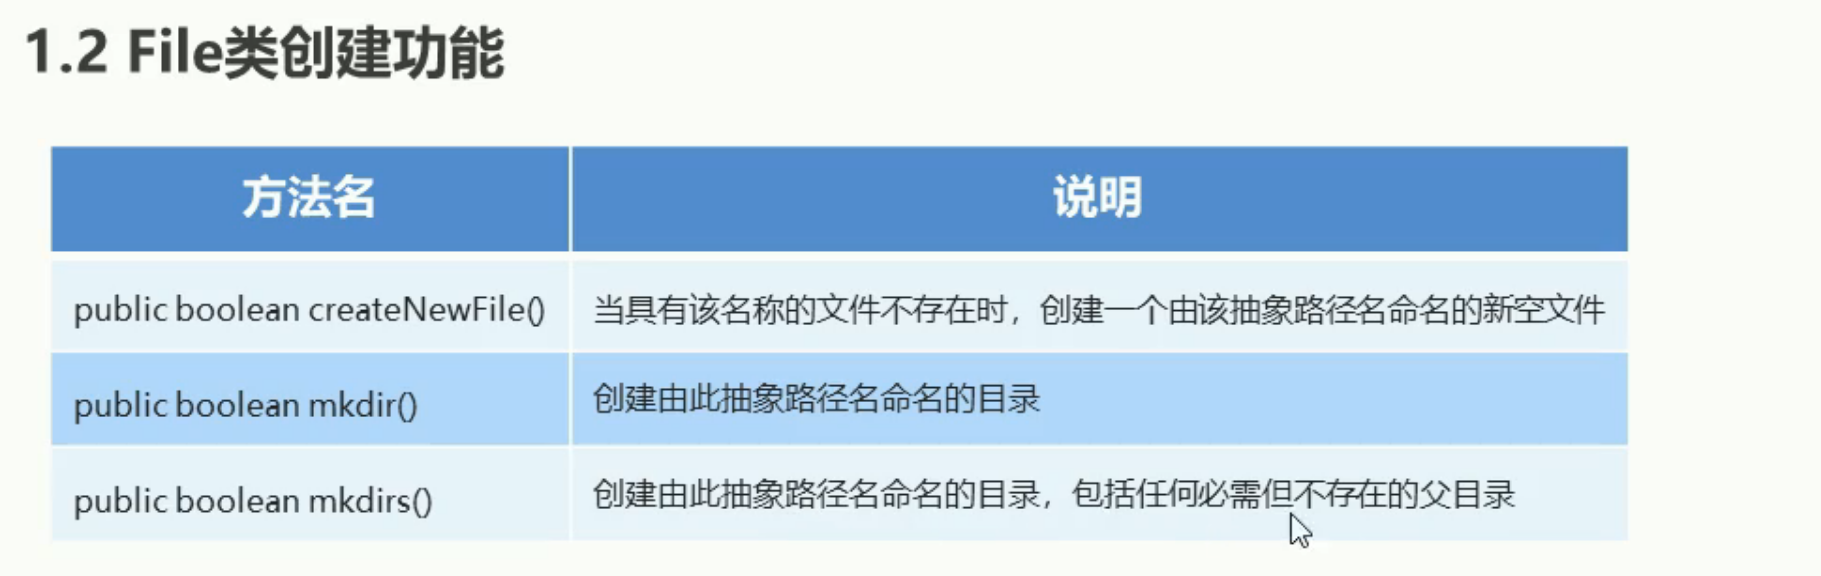 1.2 File类创建功能
方法名 说明
public boolean createNewFile() 当具有该名称的文件不存在时，创建一个由该抽象路径名命名的新空文件
public boolean mkdir() 创建由此抽象路径名命名的目录
public boolean mkdirs() 创建由此抽象路径名命名的目录，包括任何必需但不存在的父目录